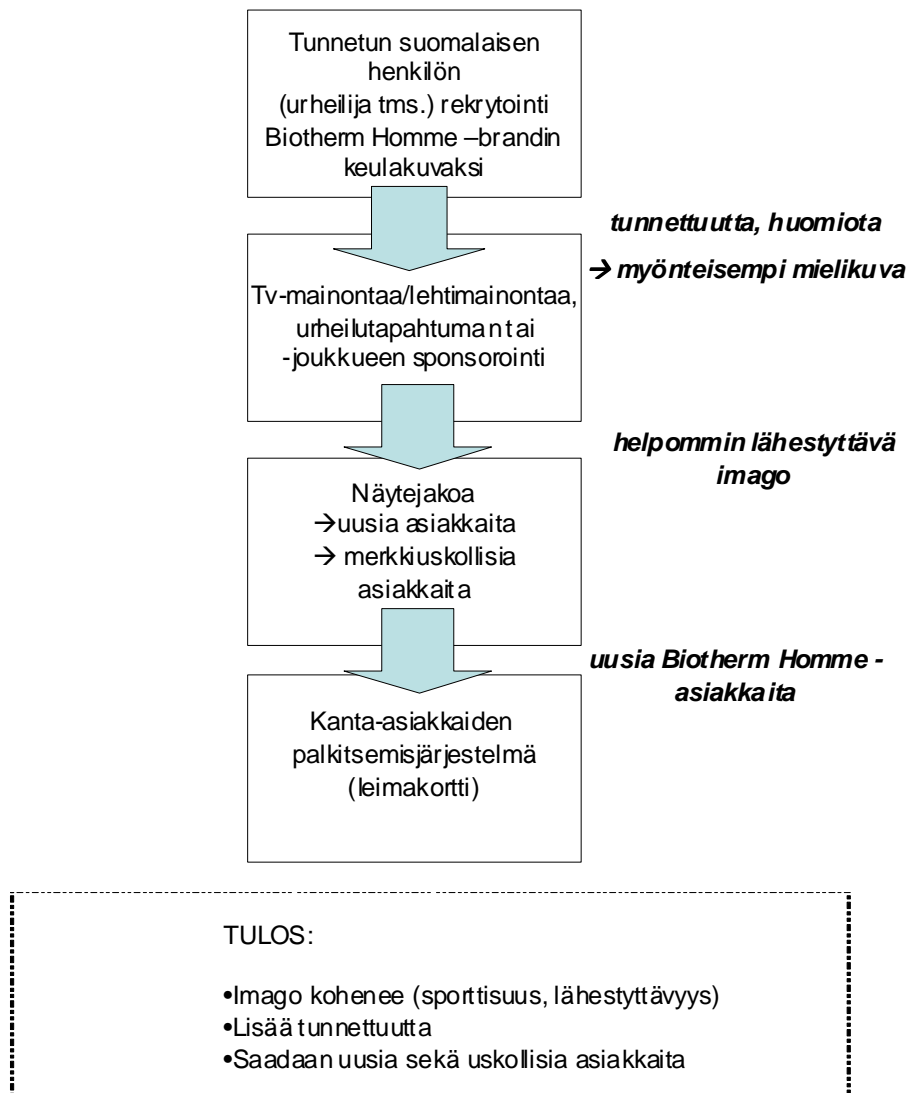 Tunnetun suomalaisen
henkilön
(urheilija tms.) rekrytointi
Biotherm Homme –brandin
keulakuvaksi
tunnettuutta, huomiota
→ myönteisempi mielikuva
Tv-mainontaa/lehtimainontaa,
urheilutapahtuman tai
-joukkueen sponsorointi
helpommin lähestyttävä
imago
Näytejakoa
→uusia asiakkaita
→ merkkiuskollisia
asiakkaita
uusia Biotherm Homme -
asiakkaita
Kanta-asiakkaiden
palkitsemisjärjestelmä
(leimakortti)
TULOS:
•Imago kohenee (sporttisuus, lähestyttävyys)
•Lisää tunnettuutta
•Saadaan uusia sekä uskollisia asiakkaita